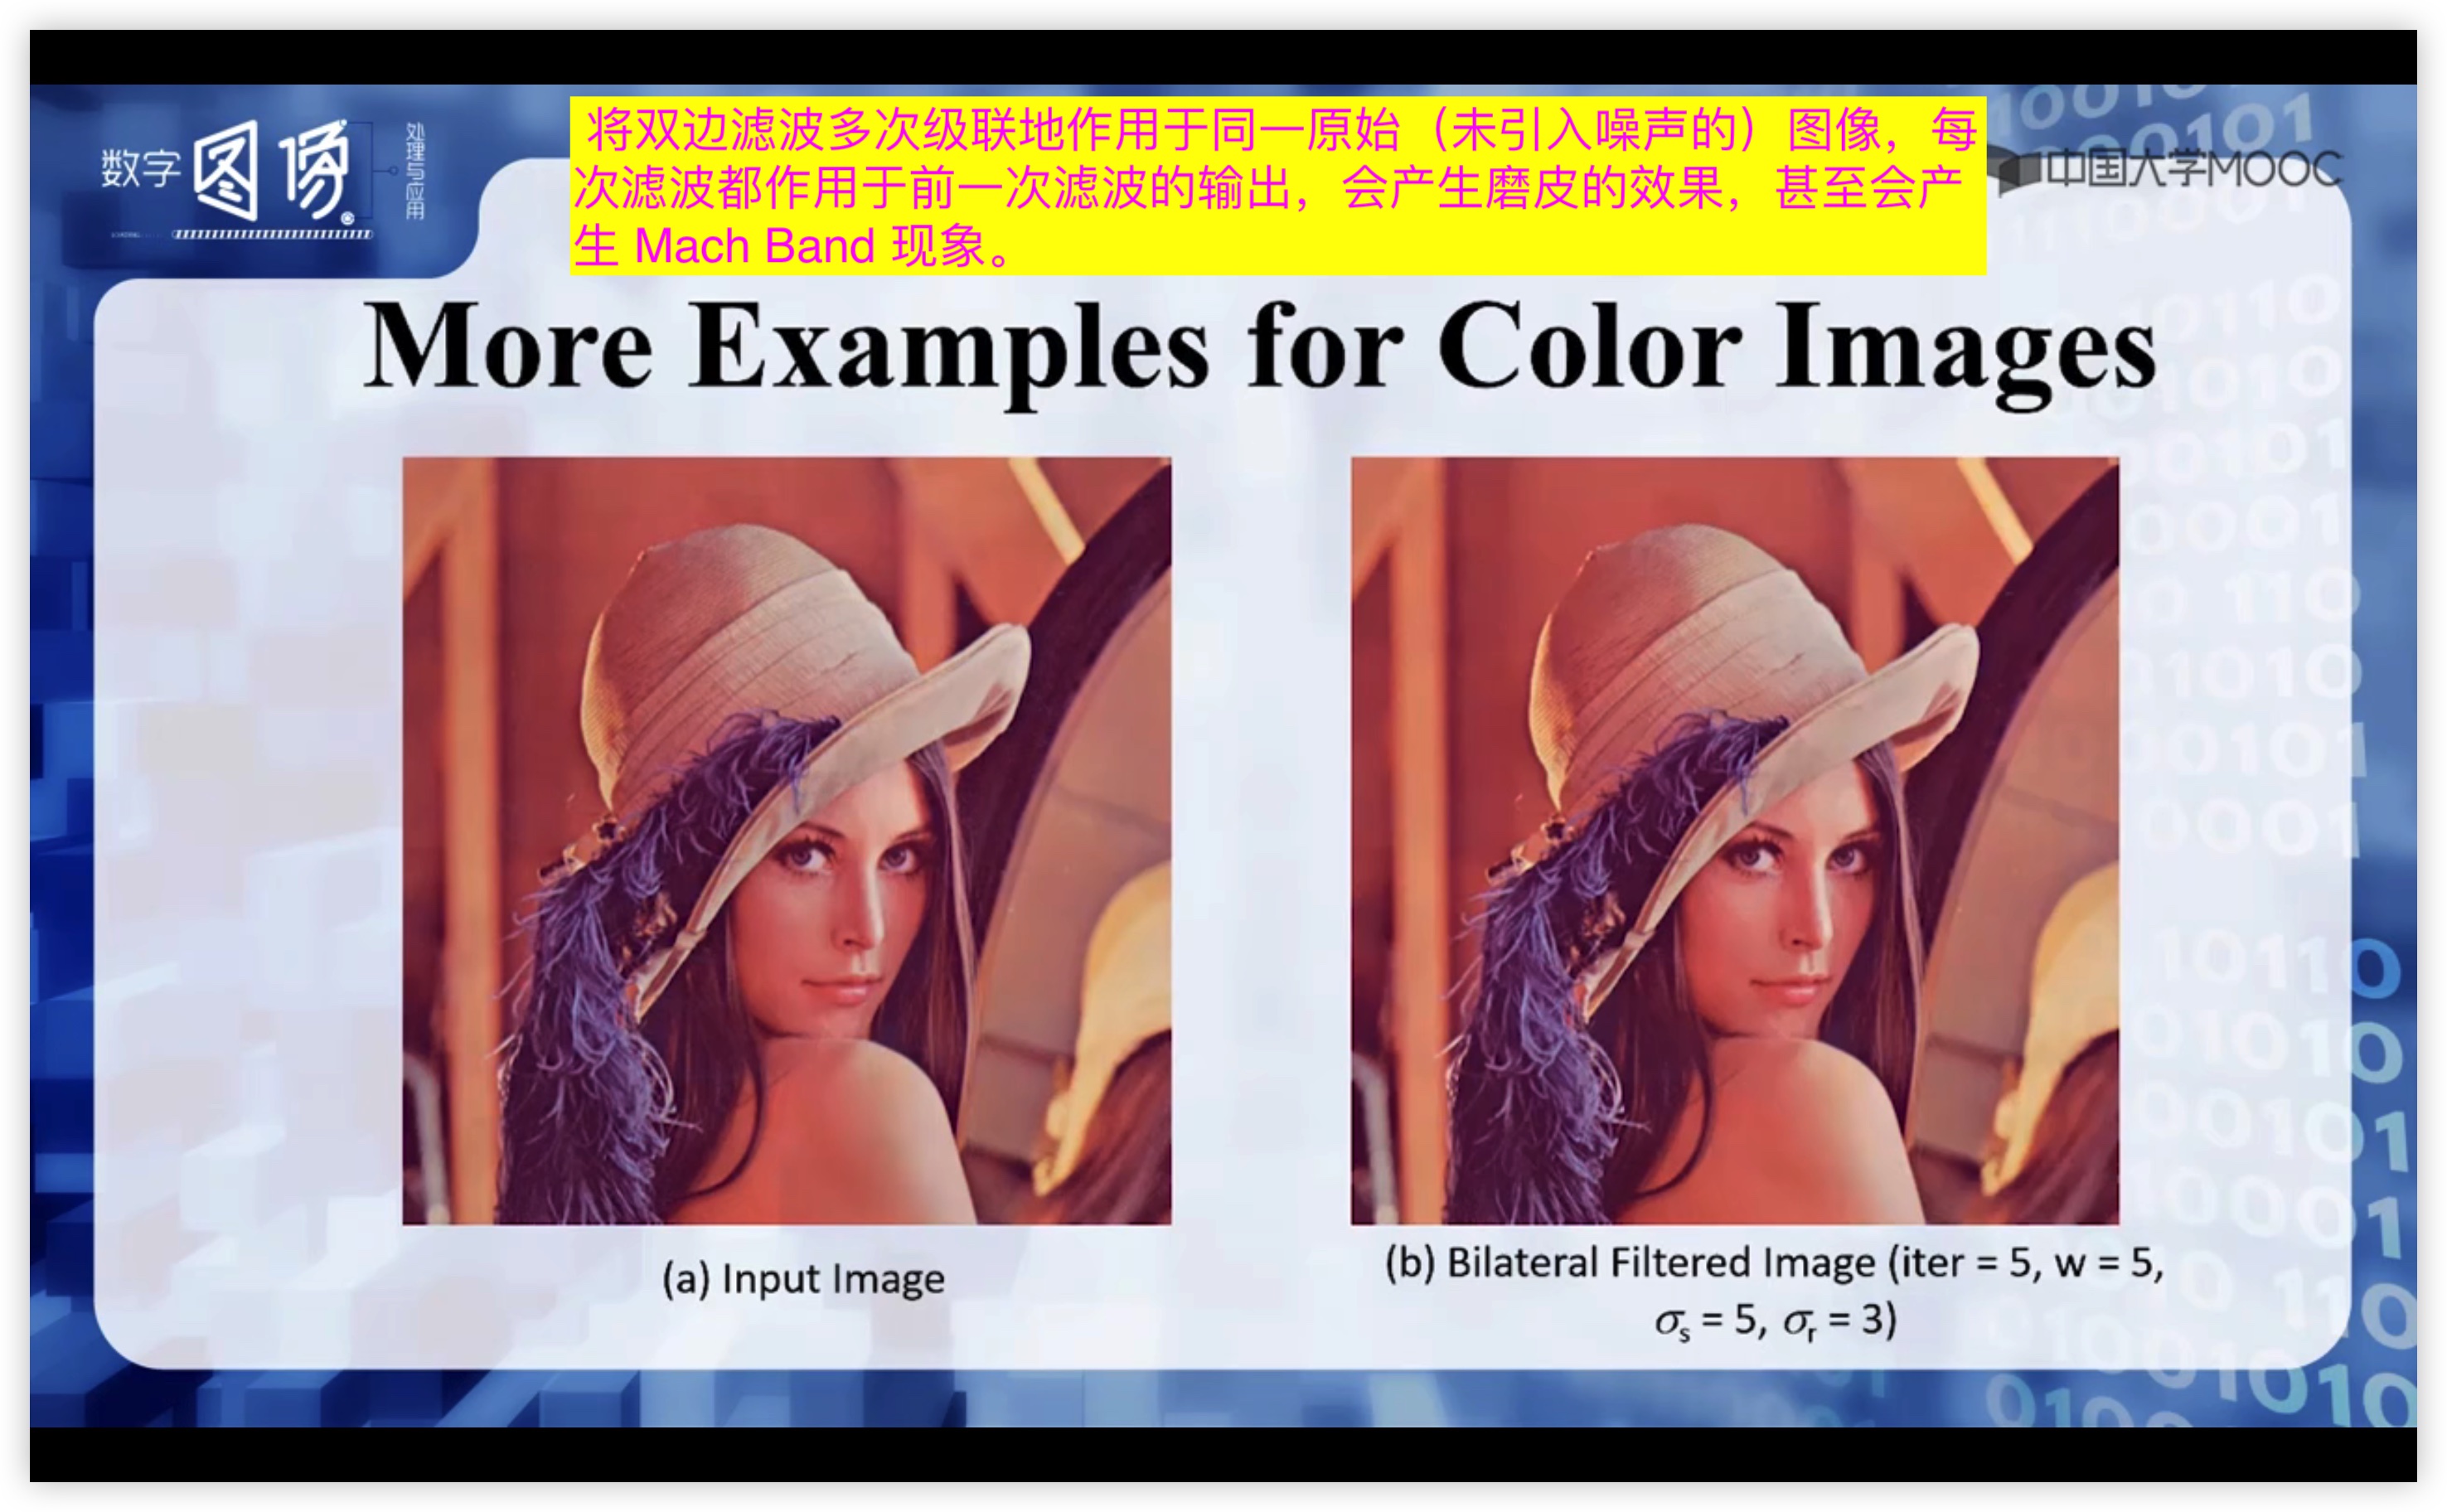 数字图像处理与应用
将双边滤波多次级联地作用于同一原始（未引入噪声的）图像，每
次滤波都作用于前一次滤波的输出，会产生磨皮的效果，甚至会产
生 Mach Band 现象。
中国大学MOOC
More Examples for Color Images
(a) Input Image
(b) Bilateral Filtered Image (iter = 5, w = 5,
σs = 5, σr = 3)